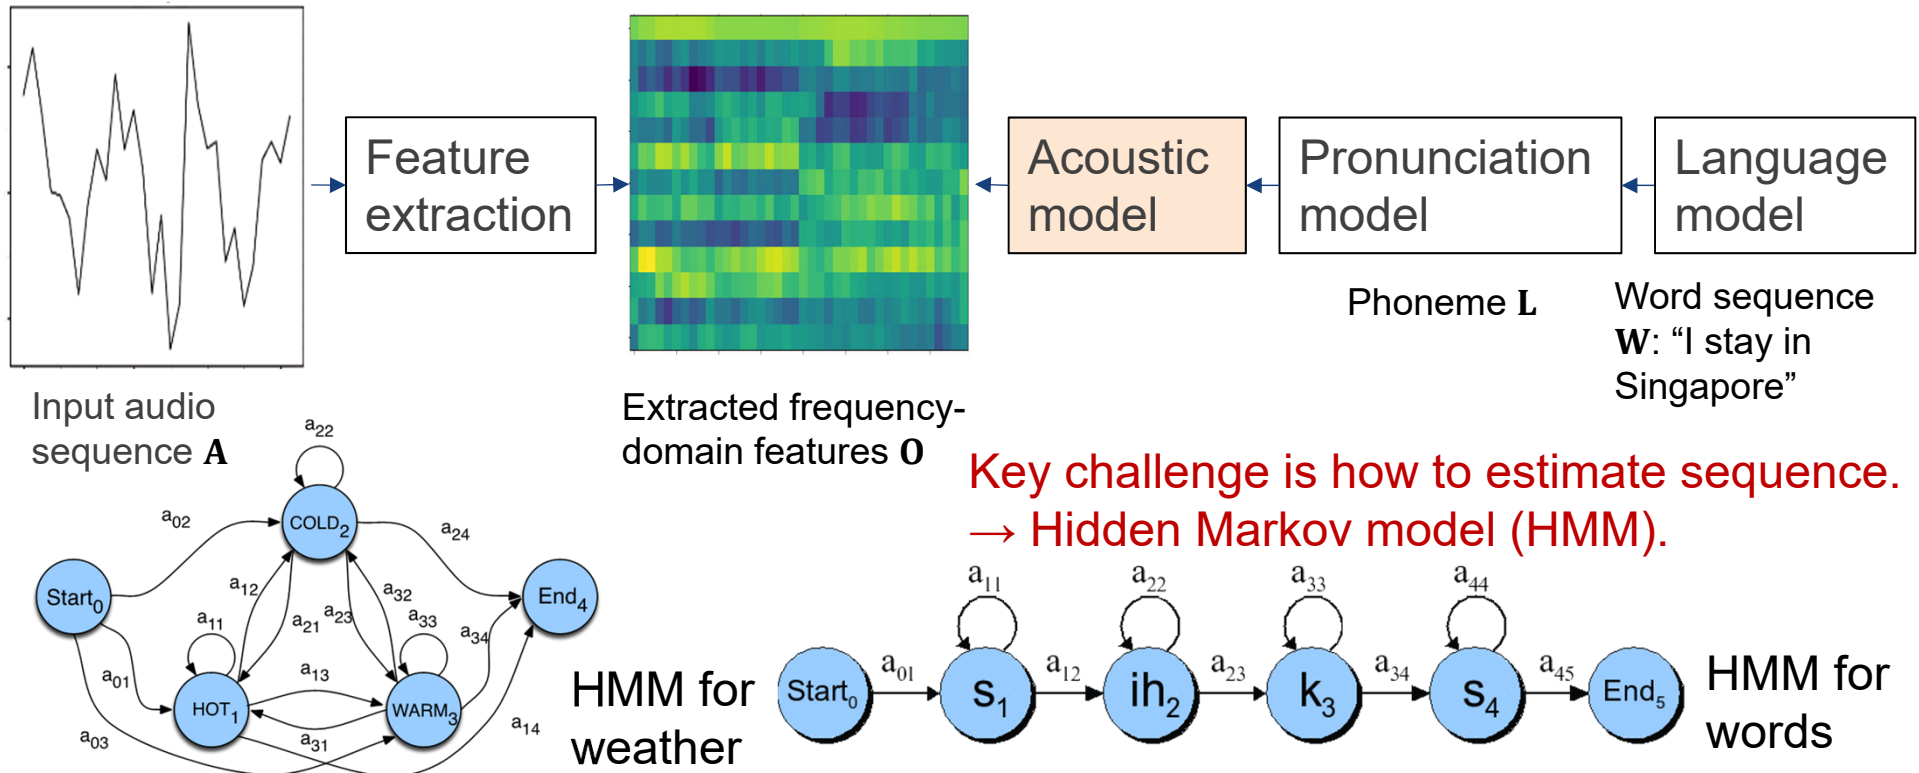 Feature
extraction
Acoustic
model
Pronunciation
model
Language
model
Phoneme L
Word sequence
W: “I stay in
Singapore”
Input audio
sequence A
Extracted frequency-
domain features O
Key challenge is how to estimate sequence.
→ Hidden Markov model (HMM).
a22
COLD2
a02
a24
Start0
End4
a12
a32
a11
a21
a23
a33
a34
a01
a13
HOT1
WARM3
a03
a31
a14
HMM for
weather
a11
a22
a33
a44
Start0
a01
s1
a12
ih2
a23
k3
a34
s4
a45
End5
HMM for
words